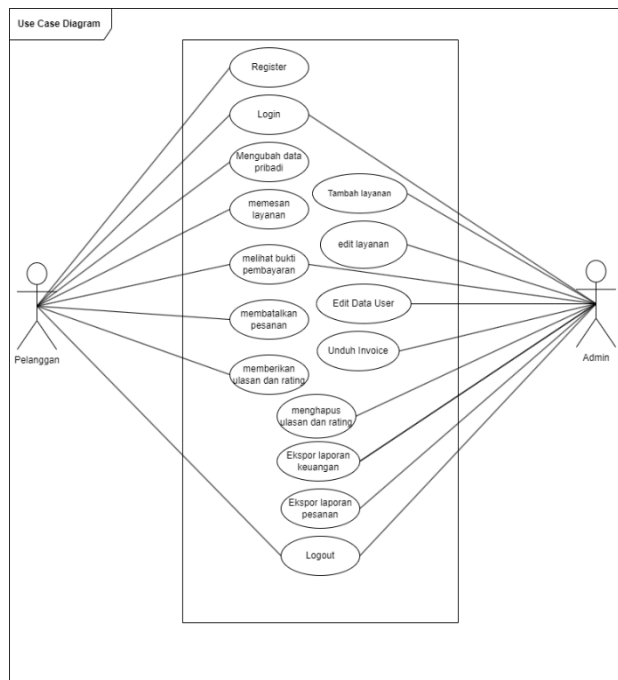 Use Case Diagram
Register
Login
Mengubah data
pribadi
Tambah layanan
memesan
layanan
edit layanan
melihat bukti
pembayaran
Edit Data User
membatalkan
pesanan
Unduh Invoice
Pelanggan
Admin
memberikan
ulasan dan rating
menghapus
ulasan dan rating
Ekspor laporan
keuangan
Ekspor laporan
pesanan
Logout